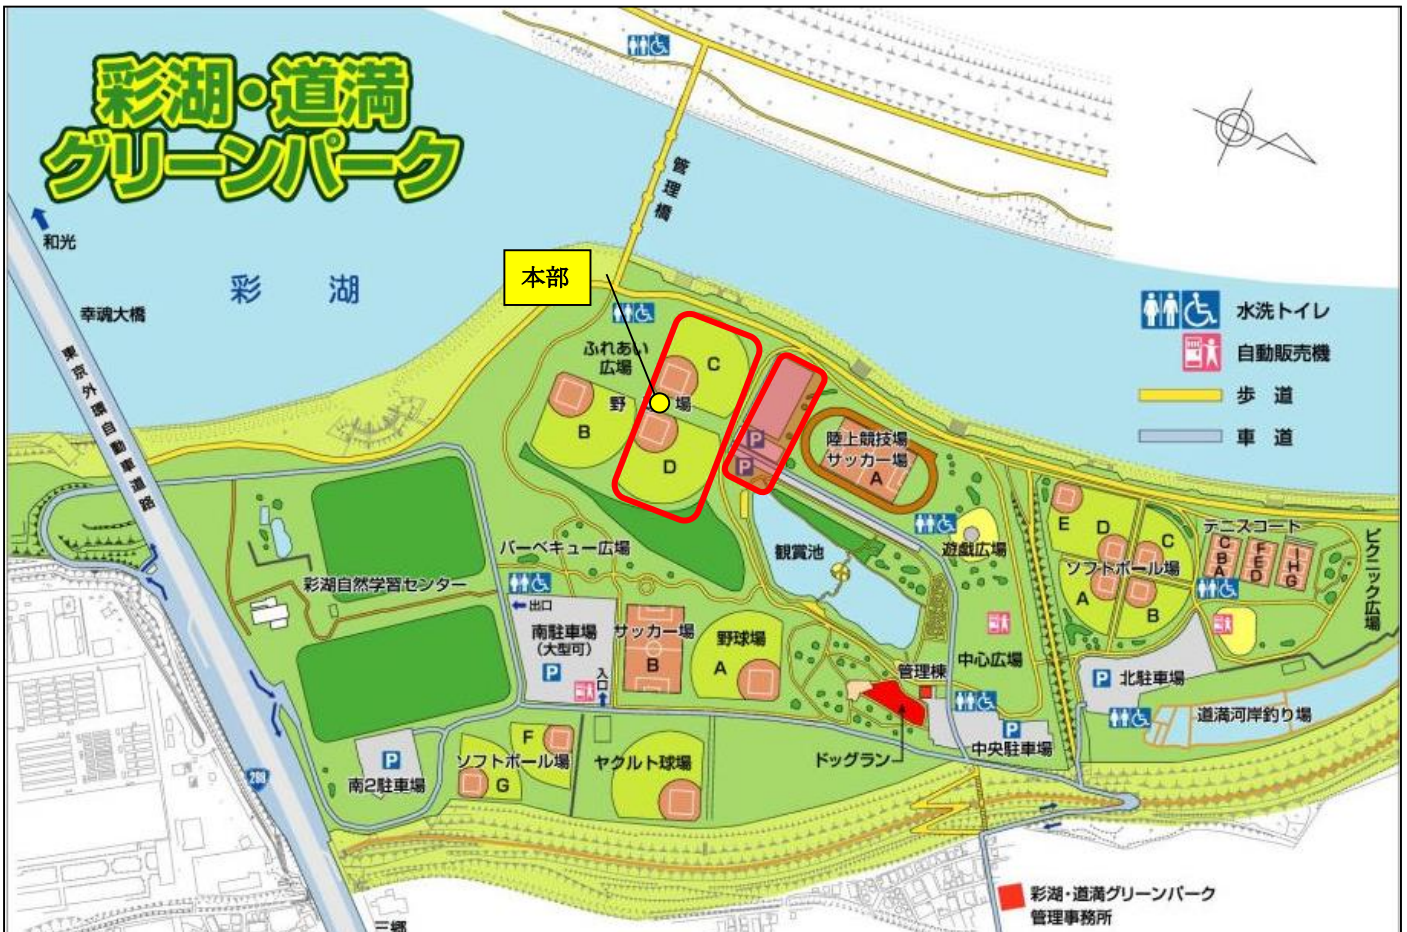 彩湖・道満
グリーンパーク
管理橋
和光
彩 湖
幸魂大橋
東京外環自動車道路
本部
水洗トイレ
自動販売機
歩 道
車 道
ふれあい
広場
野 場
C
B
D
P
P
陸上競技場
サッカー場
A
観賞池
遊戯広場
バーベキュー広場
彩湖自然学習センター
E
D
C
ソフトボール場
A
B
テニスコート
C
B
A
F
E
D
I
H
G
ピクニック広場
出口
南駐車場
(大型可)
P
入口
サッカー場
B
野球場
A
管理棟
中心広場
P 北駐車場
道満河岸釣り場
P
中央駐車場
ドッグラン
P
南2駐車場
F
ソフトボール場
G
ヤクルト球場
298
三郷
彩湖・道満グリーンパーク
管理事務所